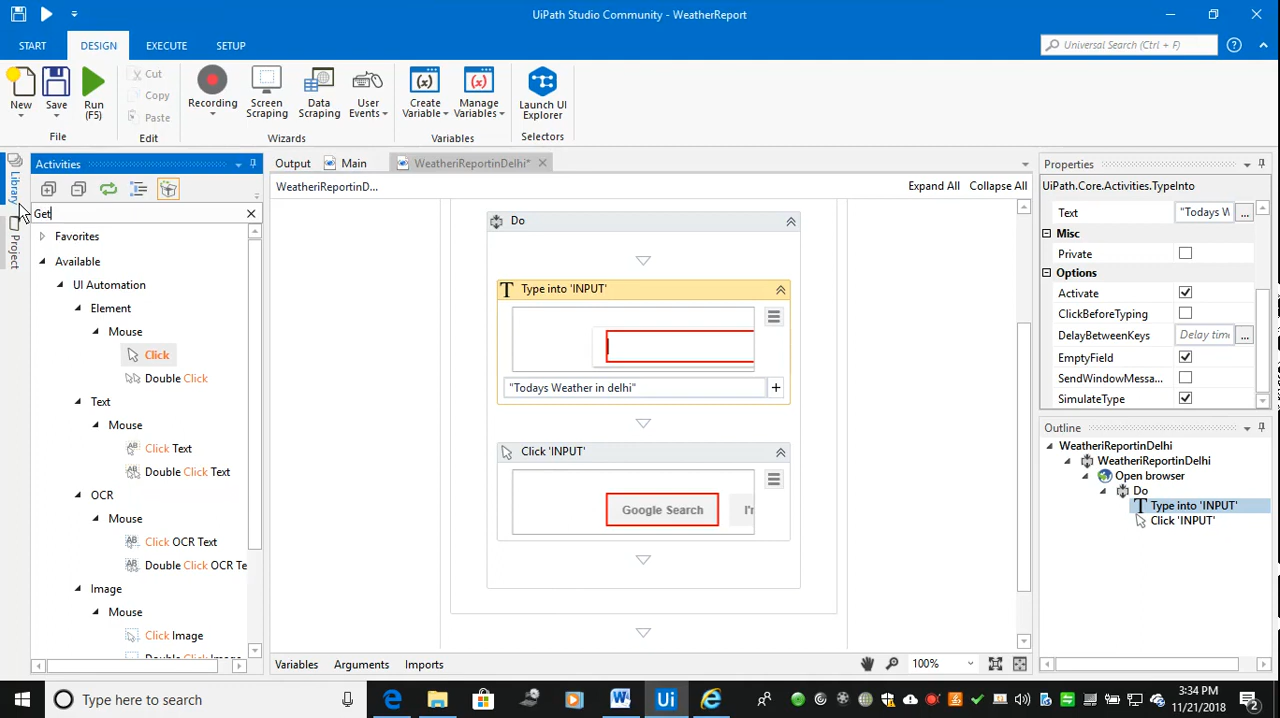 UiPath Studio Community - WeatherReport
START
DESIGN
EXECUTE
SETUP
Universal Search (Ctrl + F)
New
Save
Run
(F5)
Cut
Copy
Paste
Recording
Screen
Scraping
Data
Scraping
User
Events
Create
Variable
Manage
Variables
Launch UI
Explorer
File
Edit
Wizards
Variables
Selectors
Library
Project
Activities
Get
Favorites
Available
UI Automation
Element
Mouse
Click
Double Click
Text
Mouse
Click Text
Double Click Text
OCR
Mouse
Click OCR Text
Double Click OCR Te
Image
Mouse
Click Image
Output
Main
WeatheriReportinDelhi*
WeatheriReportinD...
Expand All
Collapse All
Do
Type into 'INPUT'
"Todays Weather in delhi"
Click 'INPUT'
Google Search
I'
Variables
Arguments
Imports
100%
Properties
UiPath.Core.Activities.TypeInto
Text
"Todays W
Misc
Private
Options
Activate
ClickBeforeTyping
DelayBetweenKeys
Delay time
EmptyField
SendWindowMessa...
SimulateType
Outline
WeatheriReportinDelhi
WeatheriReportinDelhi
Open browser
Do
Type into 'INPUT'
Click 'INPUT'
Type here to search
3:34 PM
11/21/2018
2